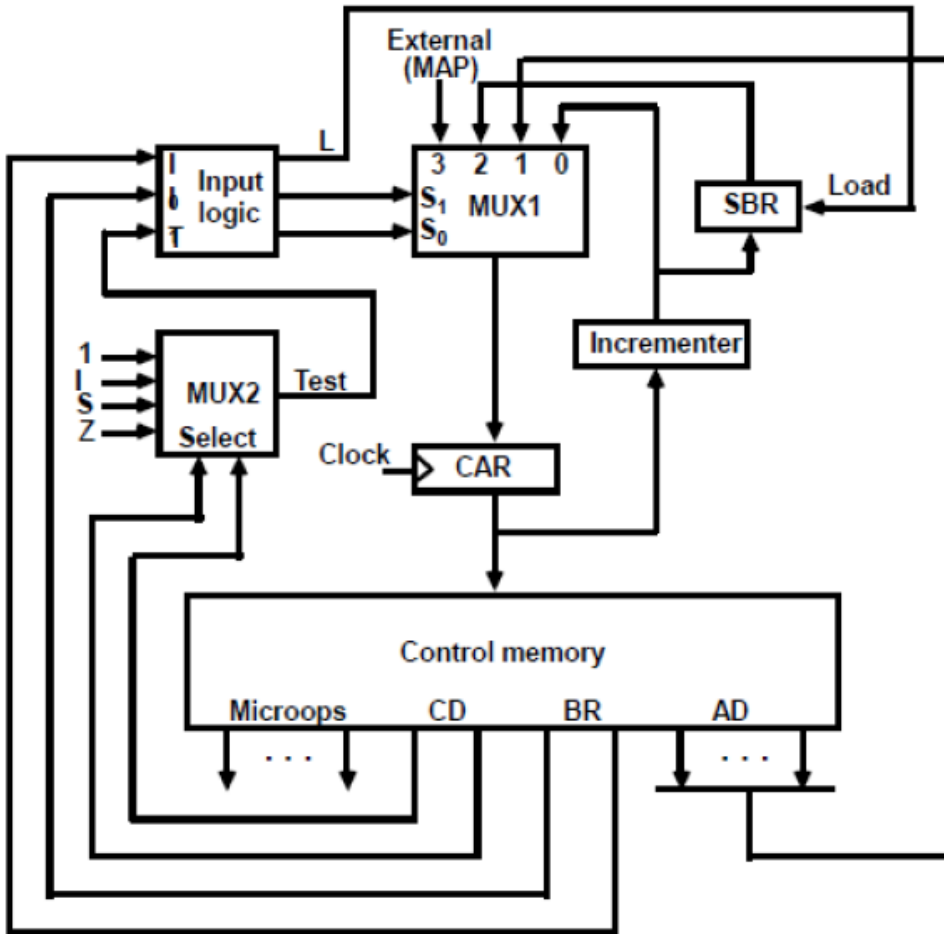 External
(MAP)
L
I
Input
logic
T
3 2 1 0
S1
MUX1
S0
SBR
Load
Incrementer
1
I
S
Z
MUX2
Select
Test
Clock
CAR
Control memory
Microops CD BR AD
. . .
. . .